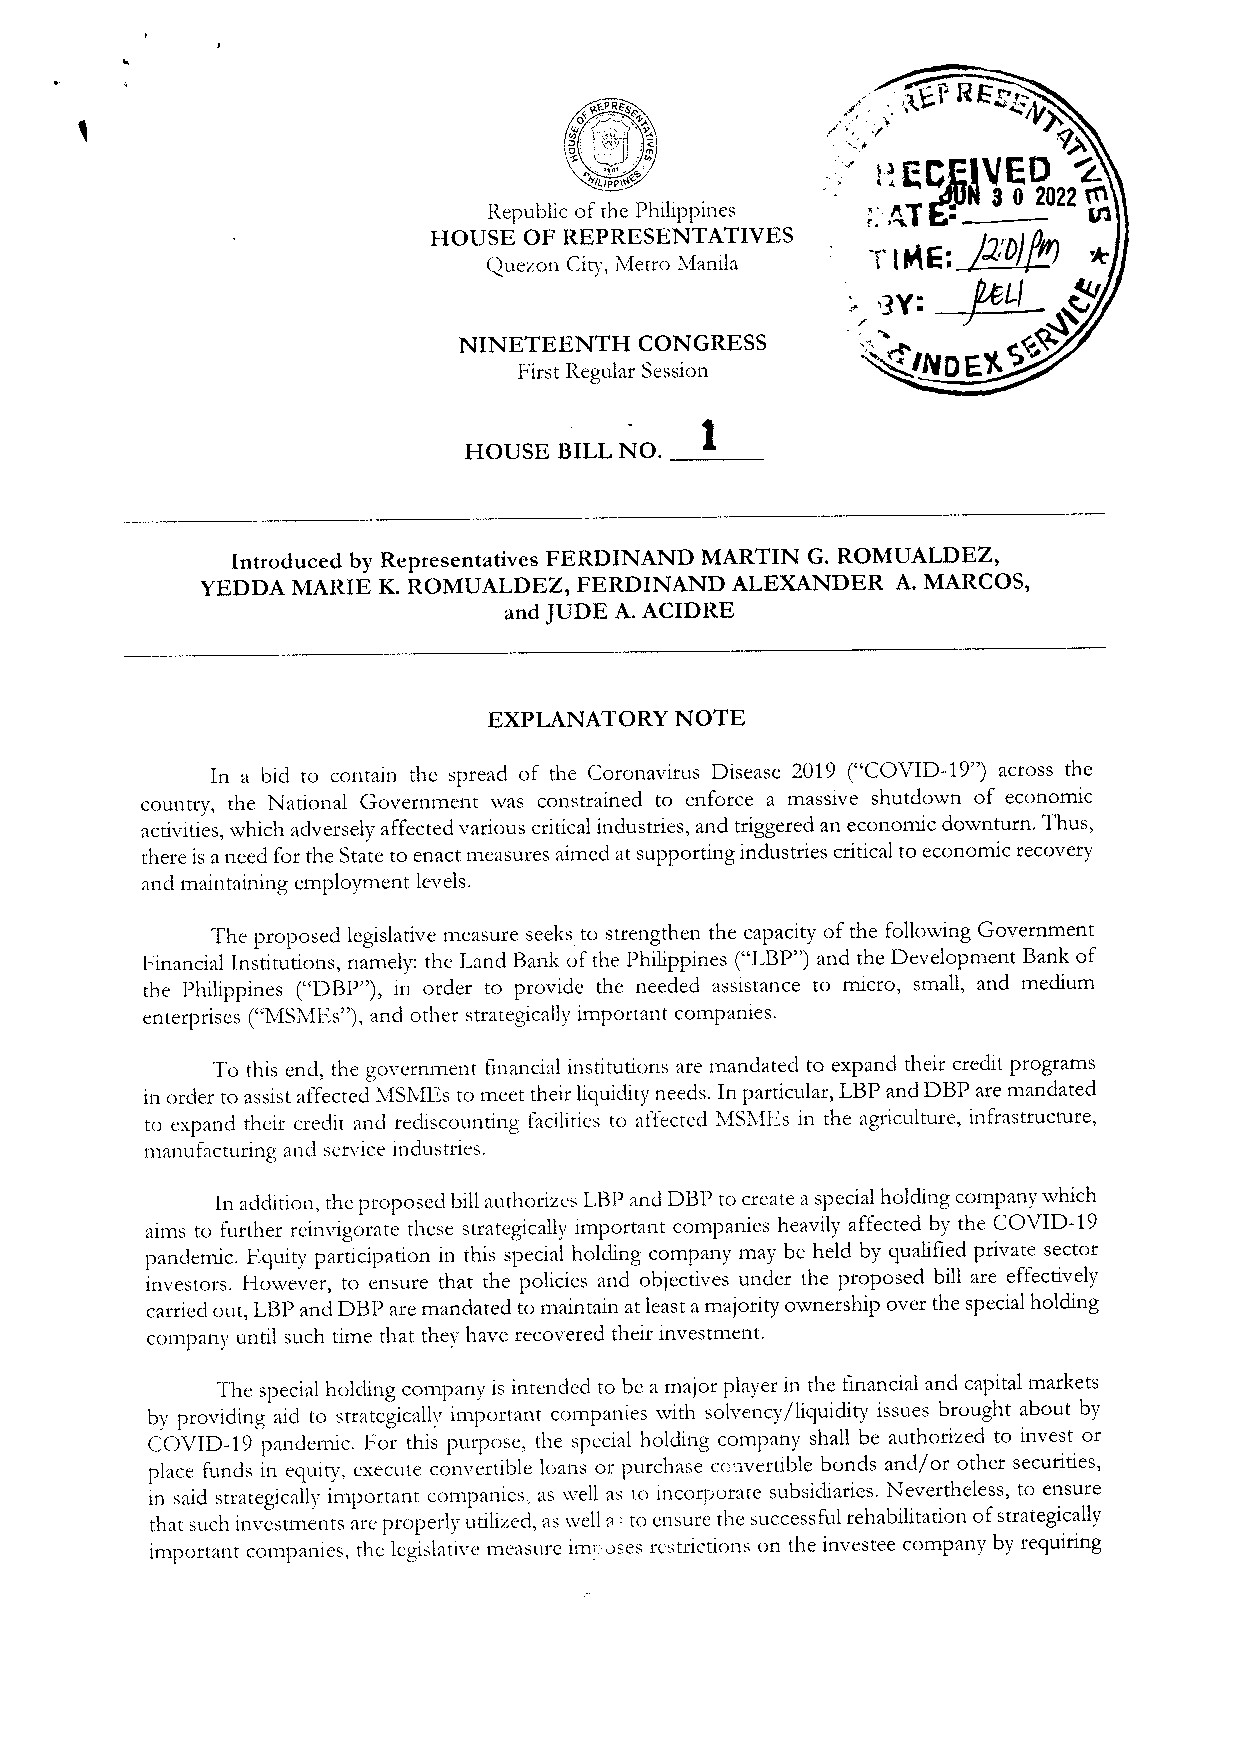 HOUSE OF REPRESENTATIVES
PHILIPPINES
REPRESENTATIVES
RECEIVED
DATE: JUN 30 2022
TIME: 12:01 pm
BY:
INDEX SERVICE
Republic of the Philippines
HOUSE OF REPRESENTATIVES
Quezon City, Metro Manila
NINETEENTH CONGRESS
First Regular Session
HOUSE BILL NO. 1
Introduced by Representatives FERDINAND MARTIN G. ROMUALDEZ,
YEDDA MARIE K. ROMUALDEZ, FERDINAND ALEXANDER A. MARCOS,
and JUDE A. ACIDRE
EXPLANATORY NOTE
In a bid to contain the spread of the Coronavirus Disease 2019 (“COVID-19”) across the
country, the National Government was constrained to enforce a massive shutdown of economic
activities, which adversely affected various critical industries, and triggered an economic downturn. Thus,
there is a need for the State to enact measures aimed at supporting industries critical to economic recovery
and maintaining employment levels.
The proposed legislative measure seeks to strengthen the capacity of the following Government
Financial Institutions, namely: the Land Bank of the Philippines (“LBP”) and the Development Bank of
the Philippines (“DBP”), in order to provide the needed assistance to micro, small, and medium
enterprises (“MSMEs”), and other strategically important companies.
To this end, the government financial institutions are mandated to expand their credit programs
in order to assist affected MSMEs to meet their liquidity needs. In particular, LBP and DBP are mandated
to expand their credit and rediscounting facilities to affected MSMEs in the agriculture, infrastructure,
manufacturing and service industries.
In addition, the proposed bill authorizes LBP and DBP to create a special holding company which
aims to further reinvigorate these strategically important companies heavily affected by the COVID-19
pandemic. Equity participation in this special holding company may be held by qualified private sector
investors. However, to ensure that the policies and objectives under the proposed bill are effectively
carried out, LBP and DBP are mandated to maintain at least a majority ownership over the special holding
company until such time that they have recovered their investment.
The special holding company is intended to be a major player in the financial and capital markets
by providing aid to strategically important companies with solvency/liquidity issues brought about by
COVID-19 pandemic. For this purpose, the special holding company shall be authorized to invest or
place funds in equity, execute convertible loans or purchase convertible bonds and/or other securities,
in said strategically important companies, as well as to incorporate subsidiaries. Nevertheless, to ensure
that such investments are properly utilized, as well as to ensure the successful rehabilitation of strategically
important companies, the legislative measure imposes restrictions on the investee company by requiring